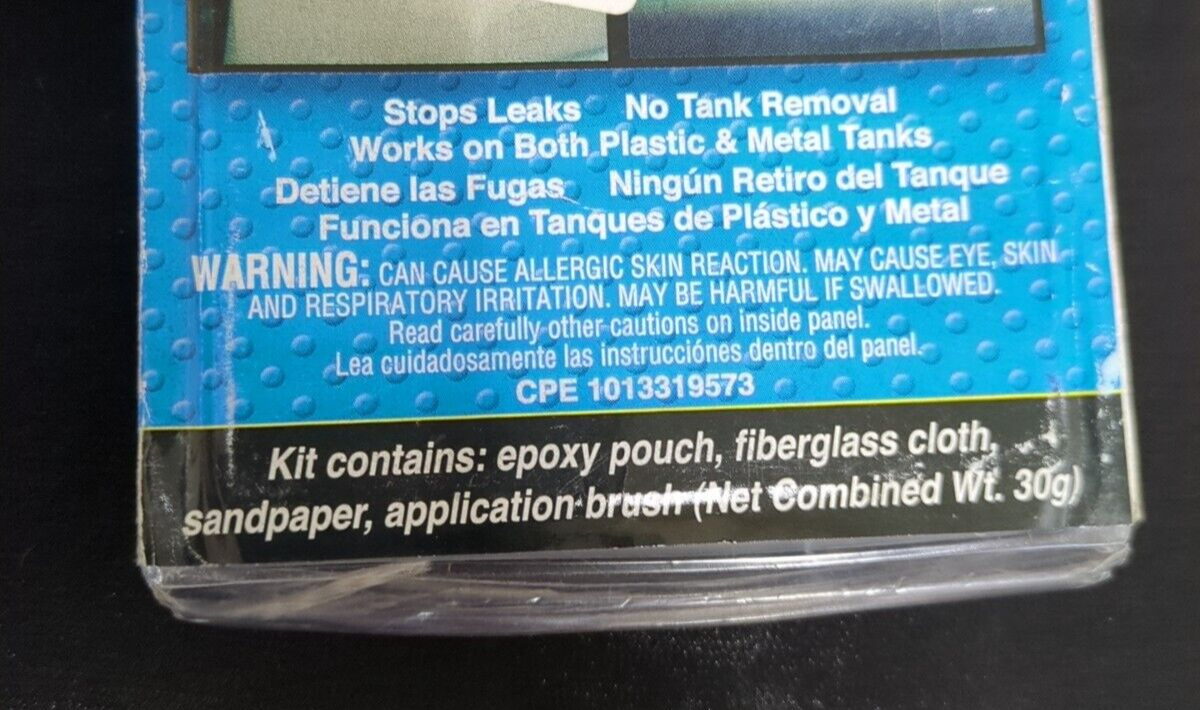 Stops Leaks No Tank Removal
Works on Both Plastic & Metal Tanks
Detiene las Fugas Ningún Retiro del Tanque
Funciona en Tanques de Plástico y Metal
WARNING: CAN CAUSE ALLERGIC SKIN REACTION. MAY CAUSE EYE, SKIN
AND RESPIRATORY IRRITATION. MAY BE HARMFUL IF SWALLOWED.
Read carefully other cautions on inside panel.
Lea cuidadosamente las instrucciónes dentro del panel.
CPE 1013319573
Kit contains: epoxy pouch, fiberglass cloth,
sandpaper, application brush (Net Combined Wt. 30g)